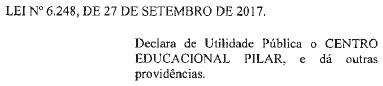 LEI Nº 6.248, DE 27 DE SETEMBRO DE 2017.
Declara de Utilidade Pública o CENTRO
EDUCACIONAL PILAR, e dá outras
providências.